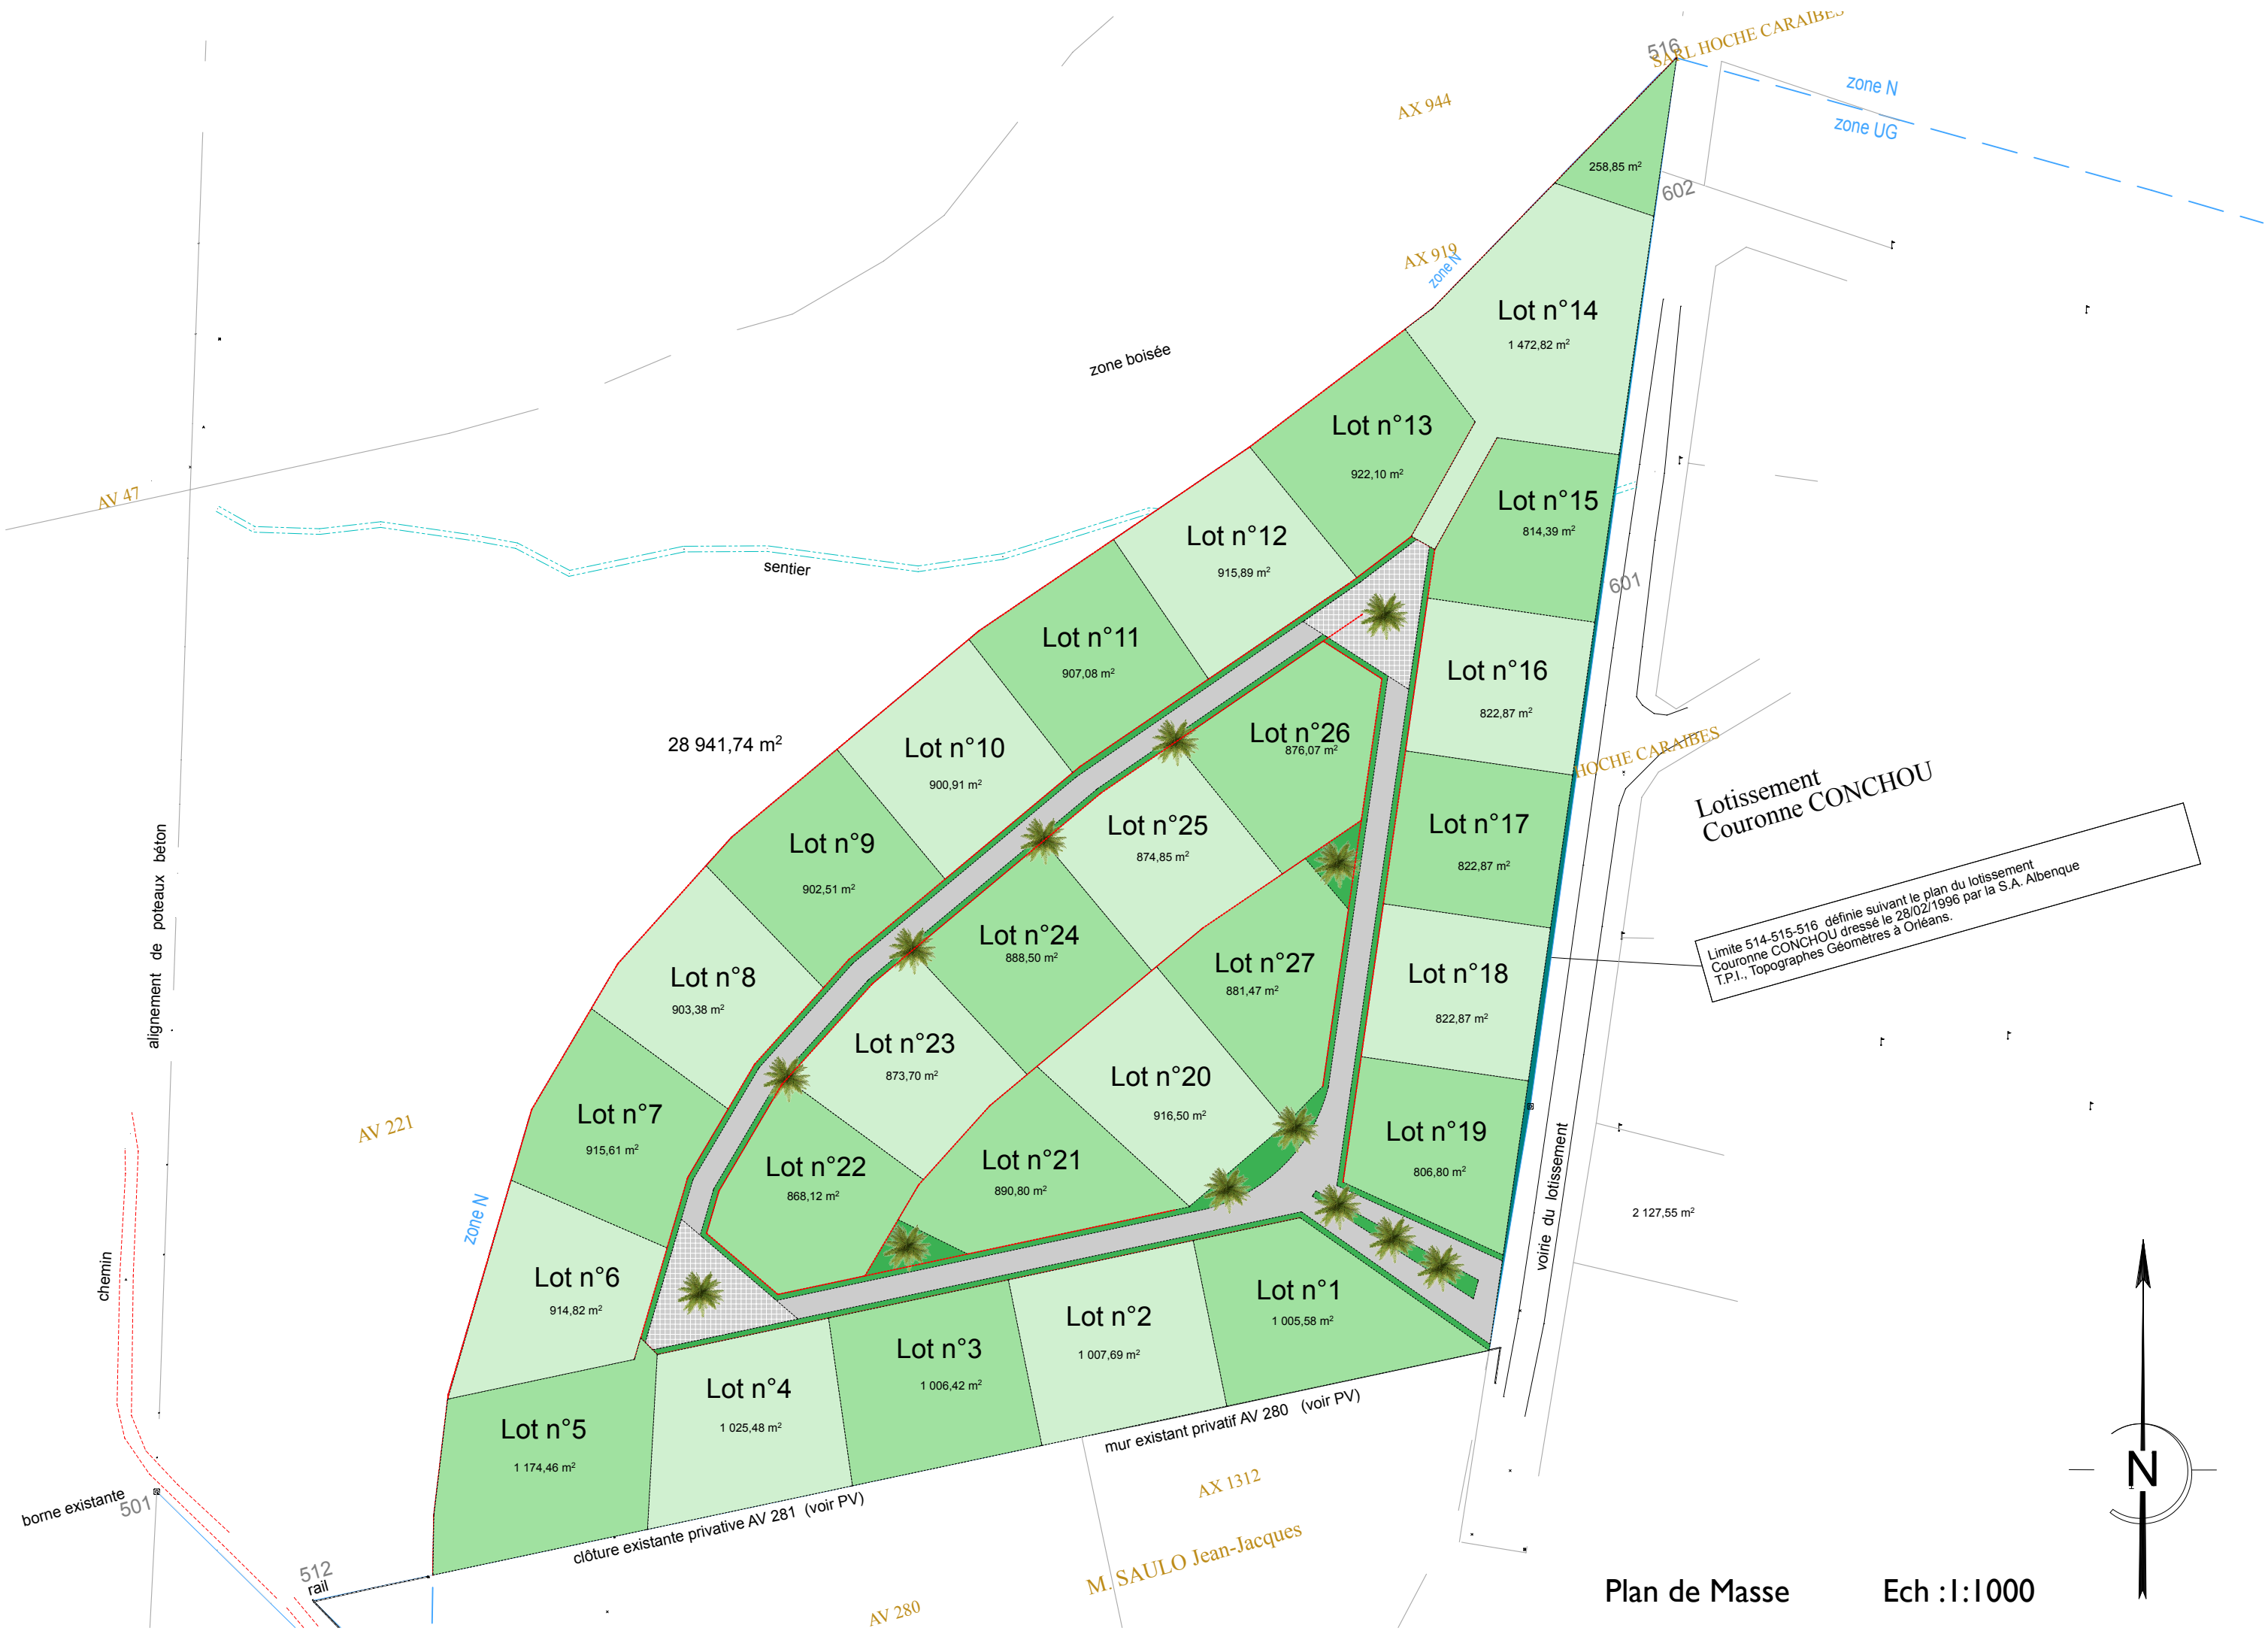 516
SARL HOCHE CARAIBES
zone N
zone UG
AX 944
258,85 m²
602
AX 919
zone N
Lot n°14
1 472,82 m²
zone boisée
Lot n°13
922,10 m²
AV 47
Lot n°15
814,39 m²
Lot n°12
915,89 m²
sentier
601
Lot n°11
907,08 m²
Lot n°16
822,87 m²
28 941,74 m²
Lot n°10
900,91 m²
Lot n°26
876,07 m²
HOCHE CARAIBES
Lotissement
Couronne CONCHOU
Lot n°9
902,51 m²
Lot n°25
874,85 m²
Lot n°17
822,87 m²
alignement de poteaux béton
Limite 514-515-516 définie suivant le plan du lotissement
Couronne CONCHOU dressé le 28/02/1996 par la S.A. Albenque
T.P.I., Topographes Géomètres à Orléans.
Lot n°8
903,38 m²
Lot n°24
888,50 m²
Lot n°27
881,47 m²
Lot n°18
822,87 m²
Lot n°23
873,70 m²
Lot n°20
916,50 m²
Lot n°7
915,61 m²
AV 221
Lot n°22
868,12 m²
Lot n°21
890,80 m²
Lot n°19
806,80 m²
voirie du lotissement
2 127,55 m²
zone N
chemin
Lot n°6
914,82 m²
Lot n°1
1 005,58 m²
Lot n°2
1 007,69 m²
Lot n°3
1 006,42 m²
Lot n°4
1 025,48 m²
Lot n°5
1 174,46 m²
mur existant privatif AV 280 (voir PV)
clôture existante privative AV 281 (voir PV)
borne existante
501
AX 1312
N
512
rail
M. SAULO Jean-Jacques
AV 280
Plan de Masse Ech :1:1000